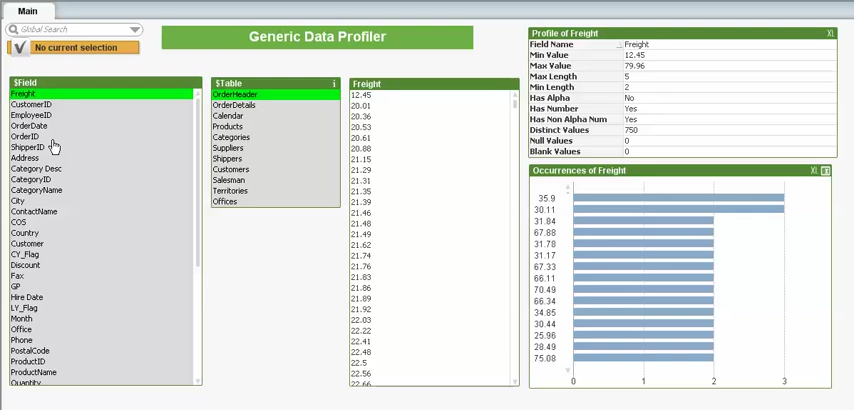 Main
Global Search
No current selection
Generic Data Profiler
$Field
Freight
CustomerID
EmployeeID
OrderDate
OrderID
ShipperID
Address
Category Desc
CategoryID
CategoryName
City
ContactName
COS
Country
Customer
CY_Flag
Discount
Fax
GP
Hire Date
LY_Flag
Month
Office
Phone
PostalCode
ProductID
ProductName
Quantity
$Table
i
OrderHeader
OrderDetails
Calendar
Products
Categories
Suppliers
Shippers
Customers
Salesman
Territories
Offices
Freight
12.45
20.01
20.36
20.53
20.61
20.88
21.15
21.29
21.31
21.35
21.39
21.46
21.48
21.49
21.62
21.74
21.76
21.83
21.86
21.89
21.92
22.03
22.22
22.41
22.48
22.5
22.56
22.66
Profile of Freight XL
Field Name Freight
Min Value 12.45
Max Value 79.96
Max Length 5
Min Length 2
Has Alpha No
Has Number Yes
Has Non Alpha Num Yes
Distinct Values 750
Null Values 0
Blank Values 0
Occurrences of Freight XL
35.9
30.11
31.84
67.88
31.78
31.17
67.33
66.11
70.49
66.34
34.85
30.44
25.96
28.49
75.08
0 1 2 3